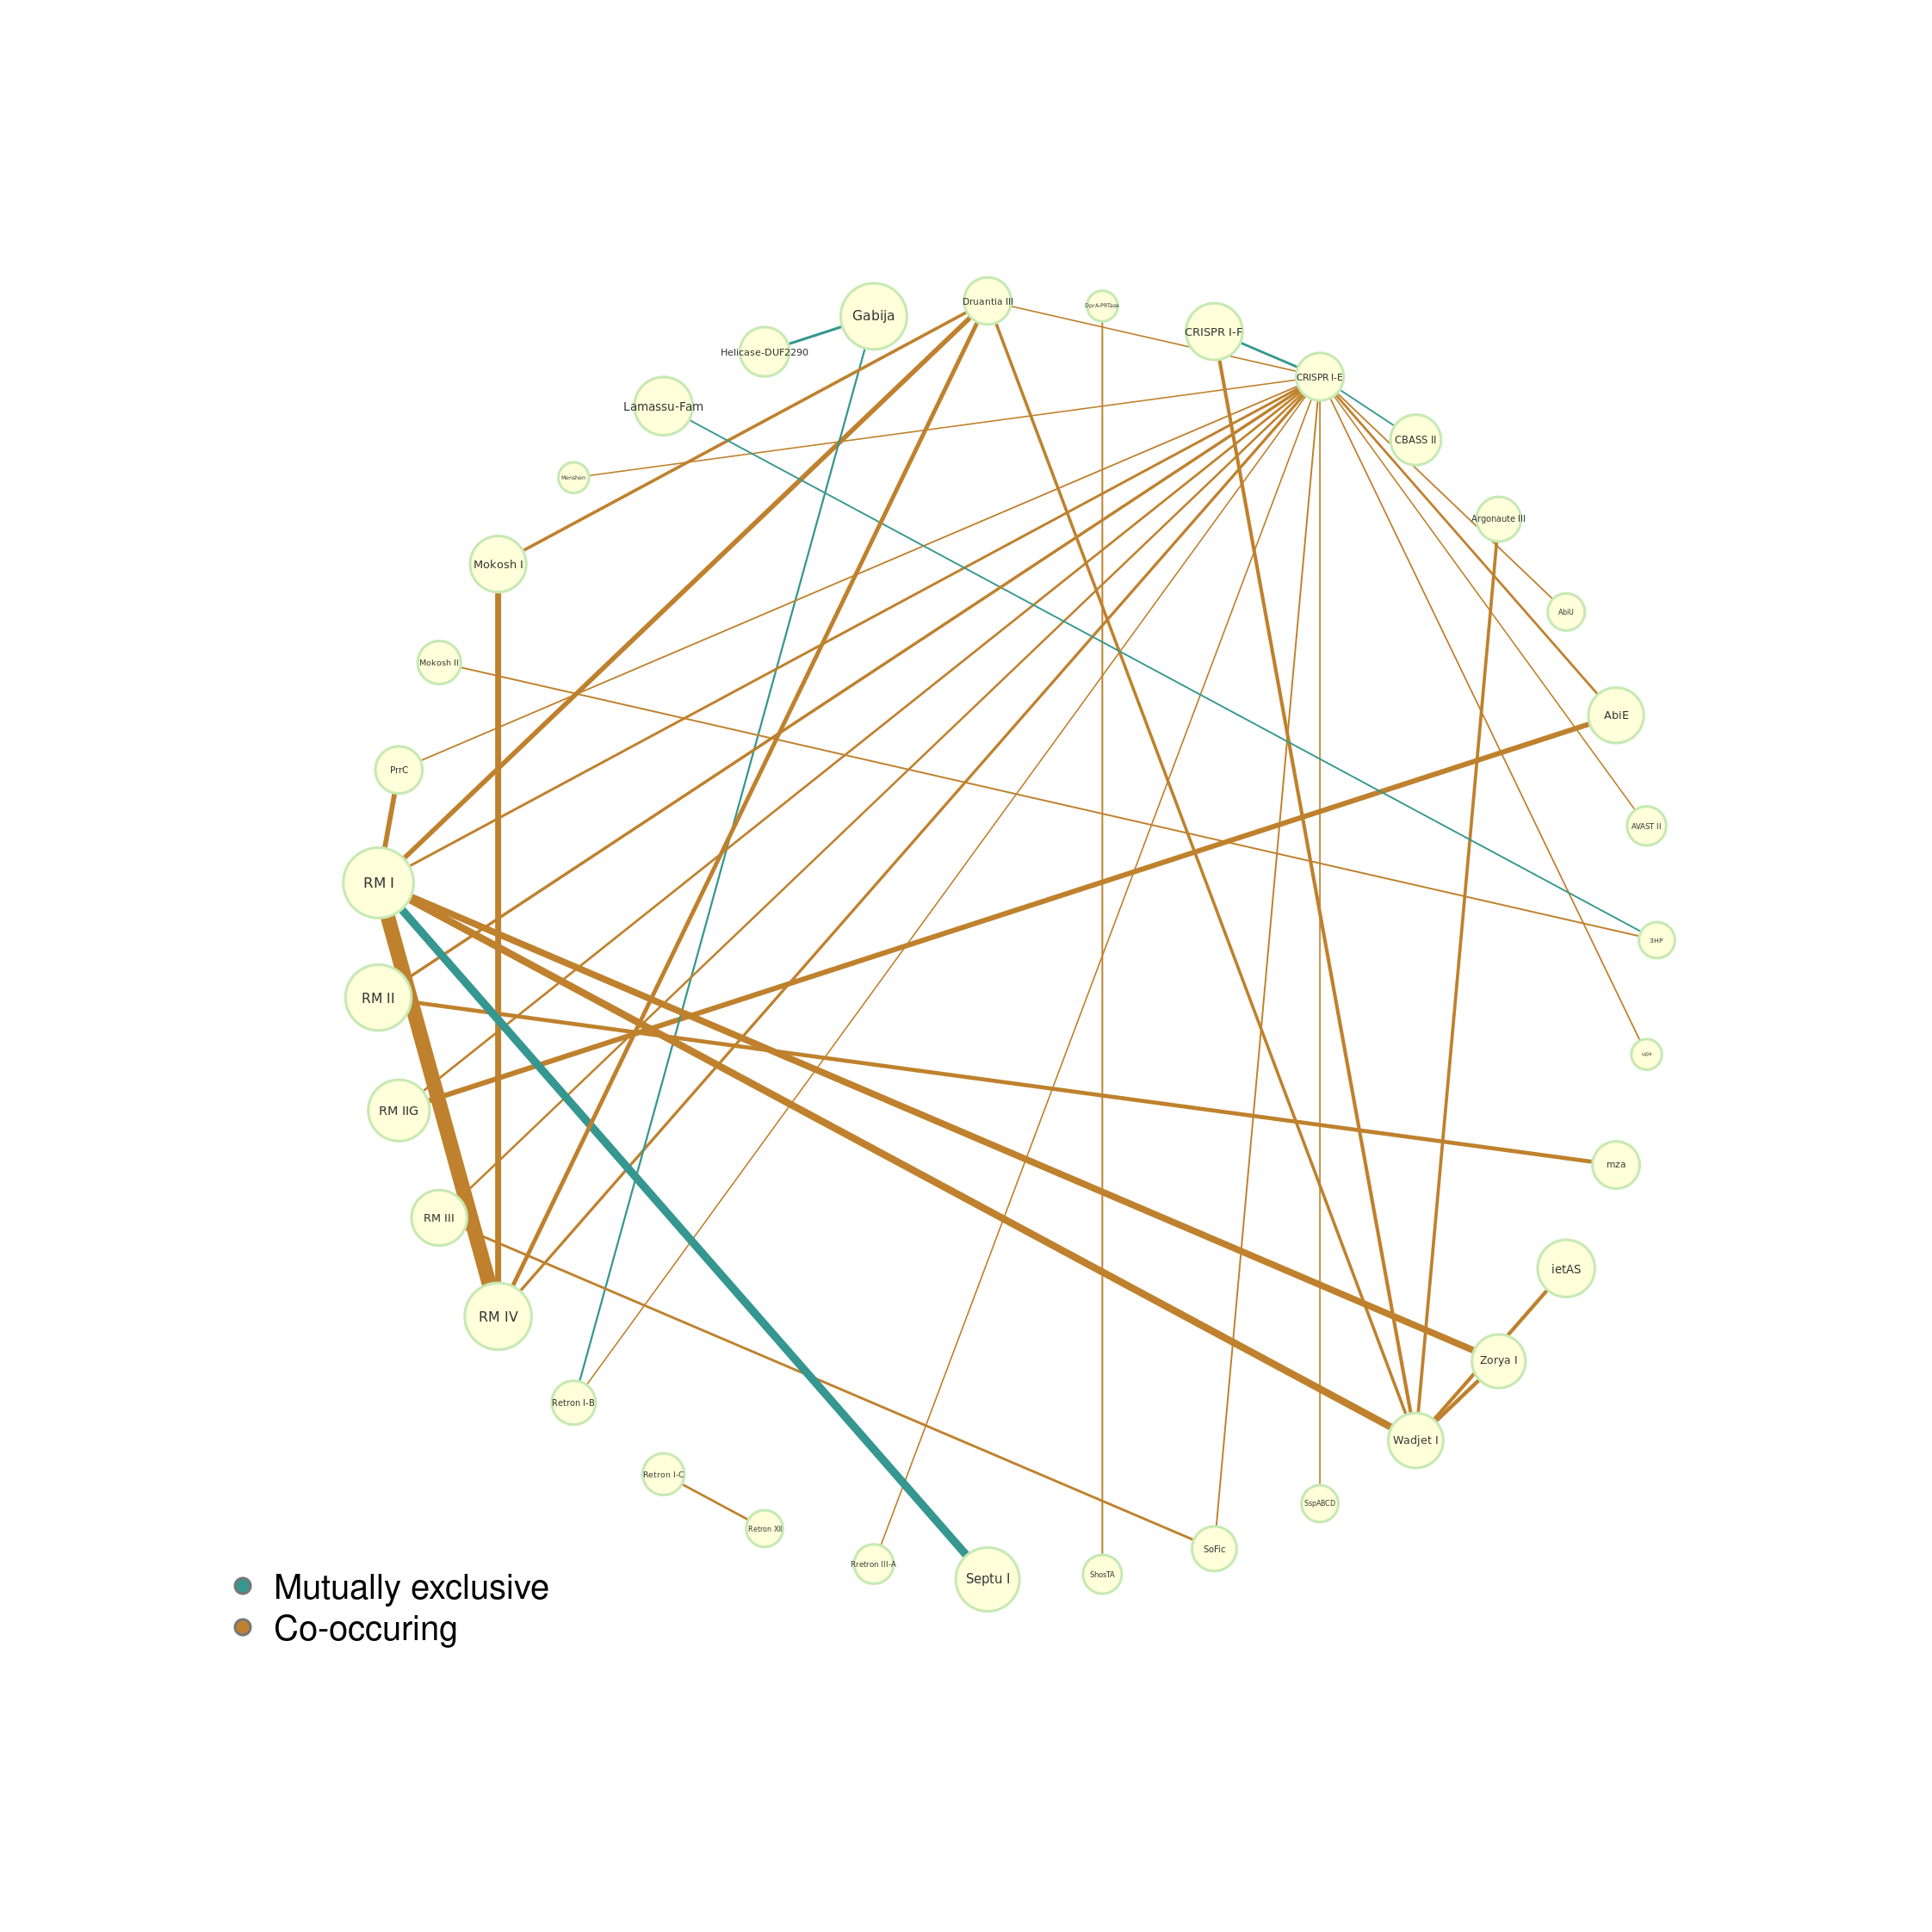 Druantia III
DprA-PRTase
Gabija
CRISPR I-F
Helicase-DUF2290
CRISPR I-E
Lamassu-Fam
CBASS II
Menshen
Argonaute III
Mokosh I
AbiU
Mokosh II
AbiE
PrrC
AVAST II
RM I
3HP
RM II
upx
RM IIG
mza
RM III
ietAS
RM IV
Zorya I
Retron I-B
Wadjet I
Retron I-C
SspABCD
Retron XII
SoFic
Rretron III-A
ShosTA
Septu I
Mutually exclusive
Co-occuring